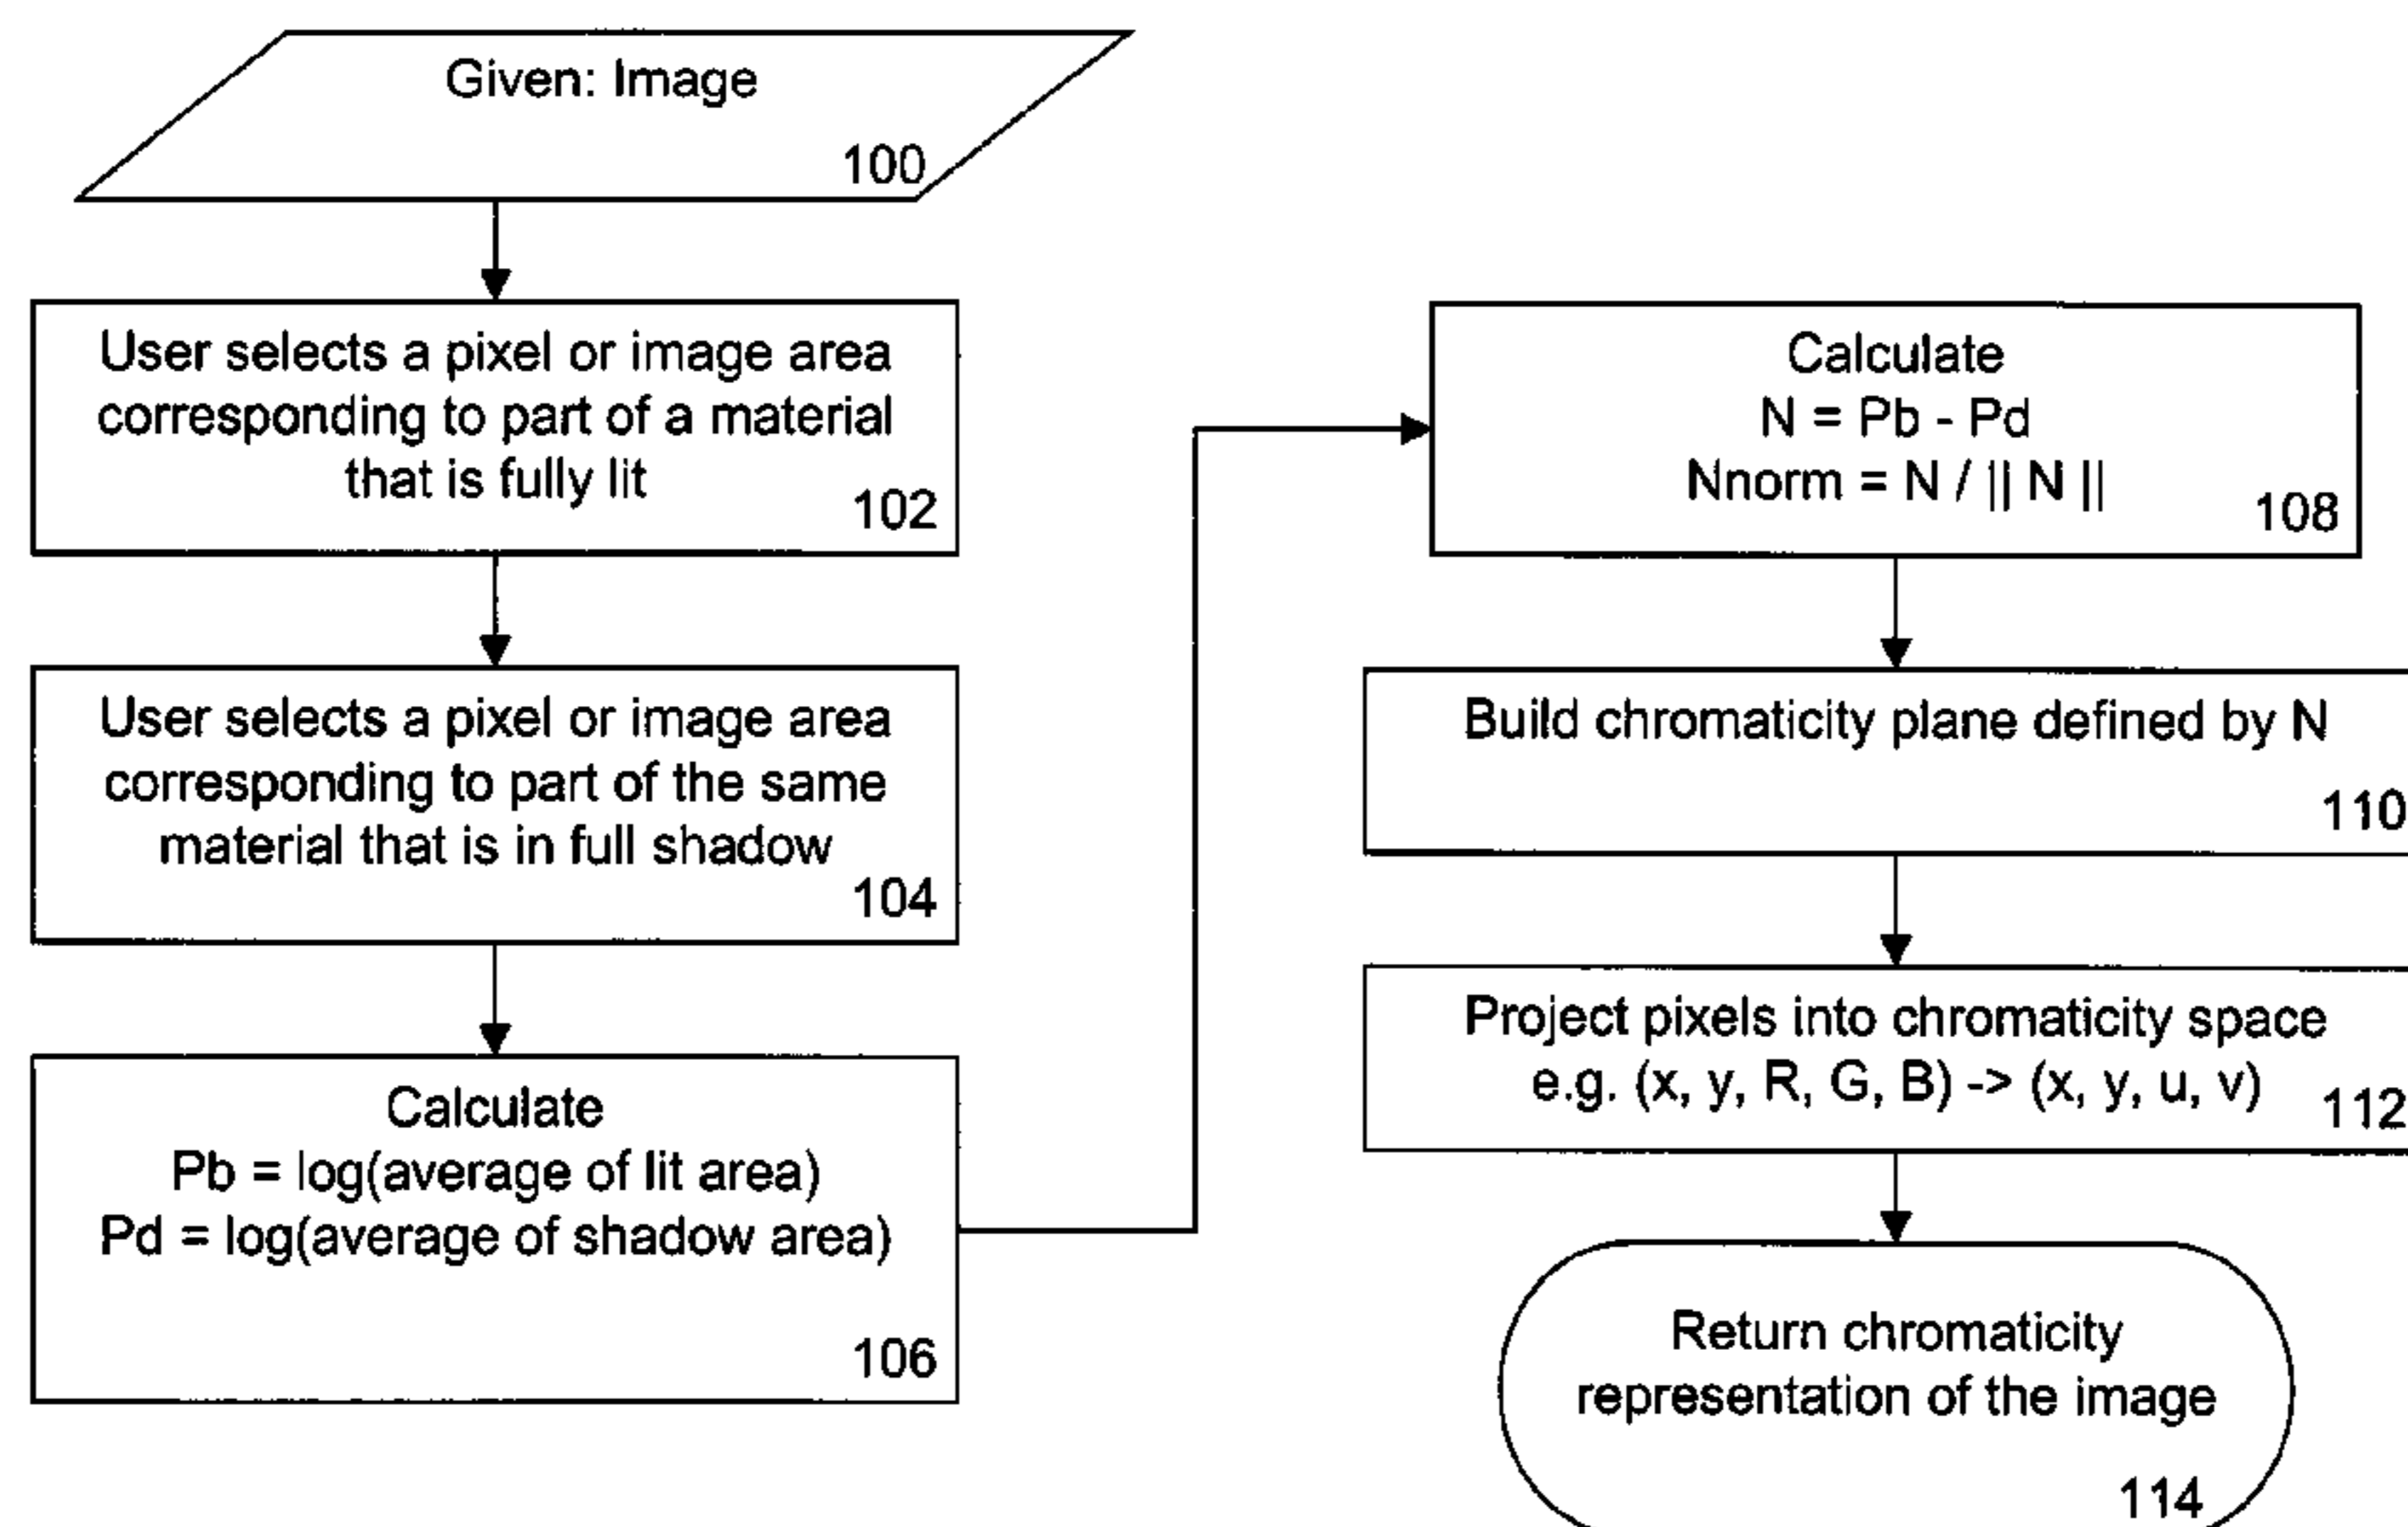 Given: Image
100
User selects a pixel or image area
corresponding to part of a material
that is fully lit
102
User selects a pixel or image area
corresponding to part of the same
material that is in full shadow
104
Calculate
Pb = log(average of lit area)
Pd = log(average of shadow area)
106
Calculate
N = Pb - Pd
Nnorm = N / || N ||
108
Build chromaticity plane defined by N
110
Project pixels into chromaticity space
e.g. (x, y, R, G, B) -> (x, y, u, v)
112
Return chromaticity
representation of the image
114